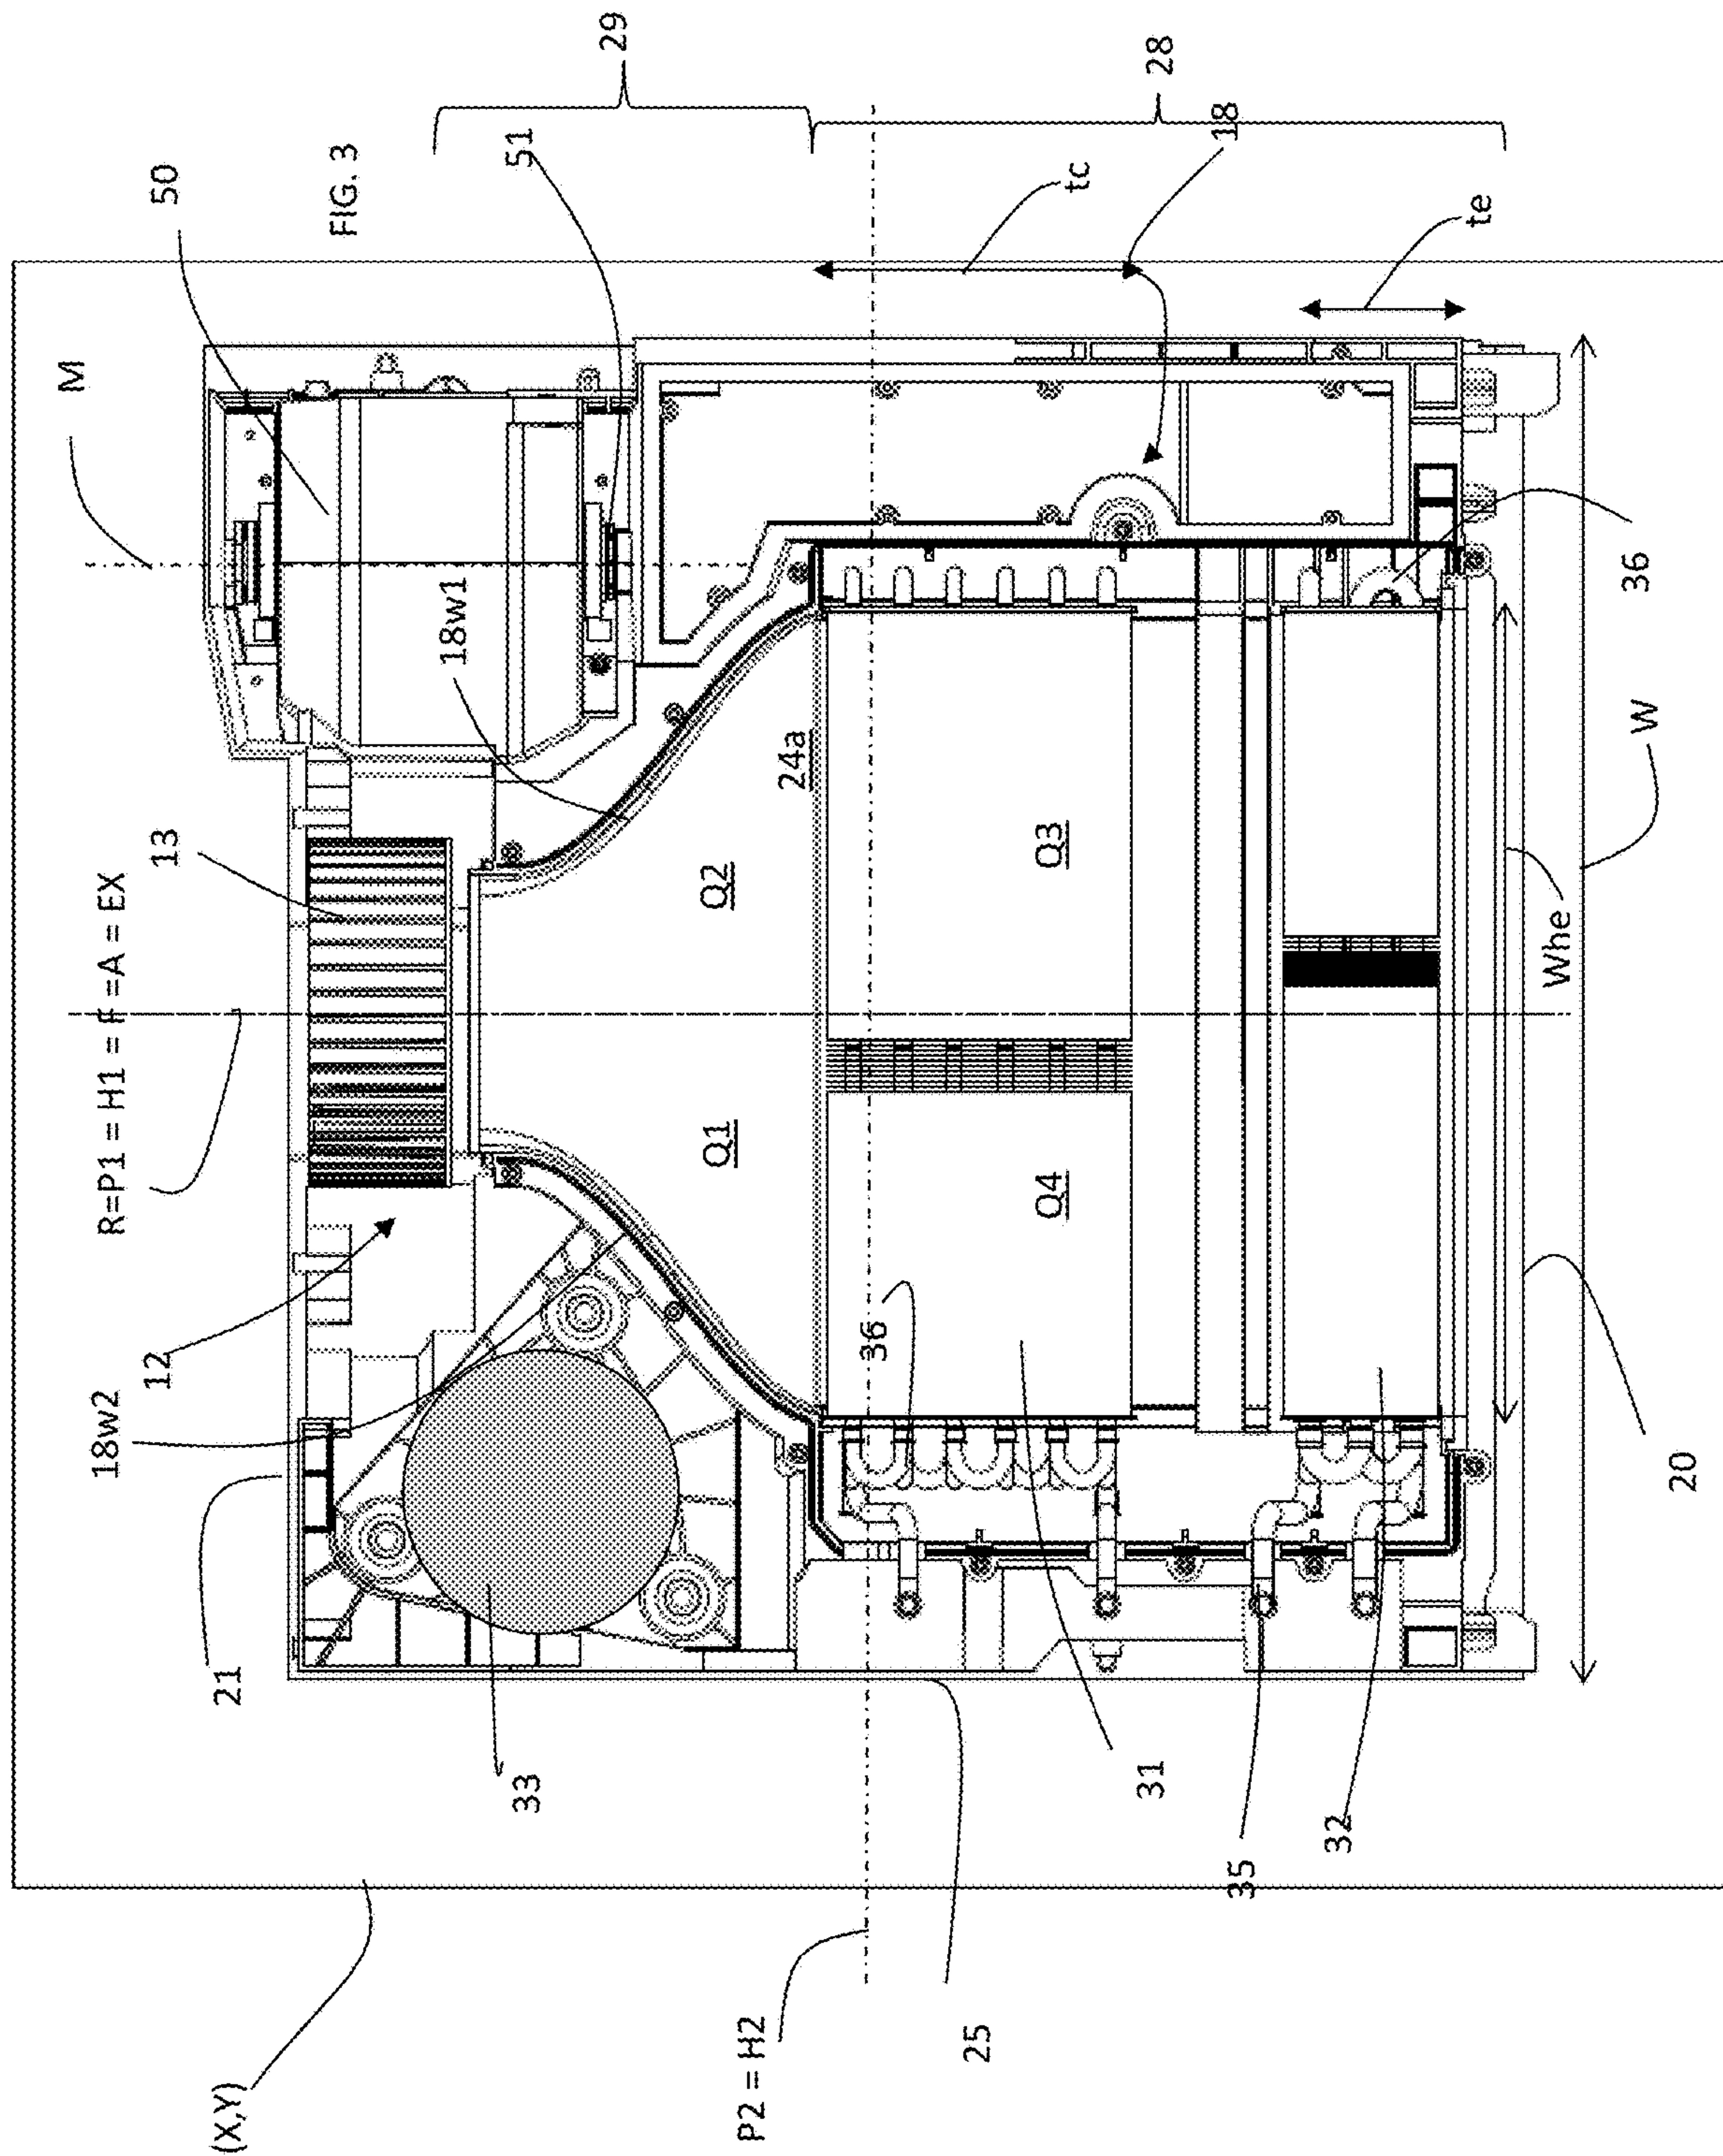 FIG. 3
29
28
50
51
18
tc
te
M
18w1
36
13
24a
Q2
Q3
W
R=P1 = H1 = F =A = EX
Whe
Q1
Q4
36
12
18w2
20
21
33
31
32
35
P2 = H2
25
(X,Y)